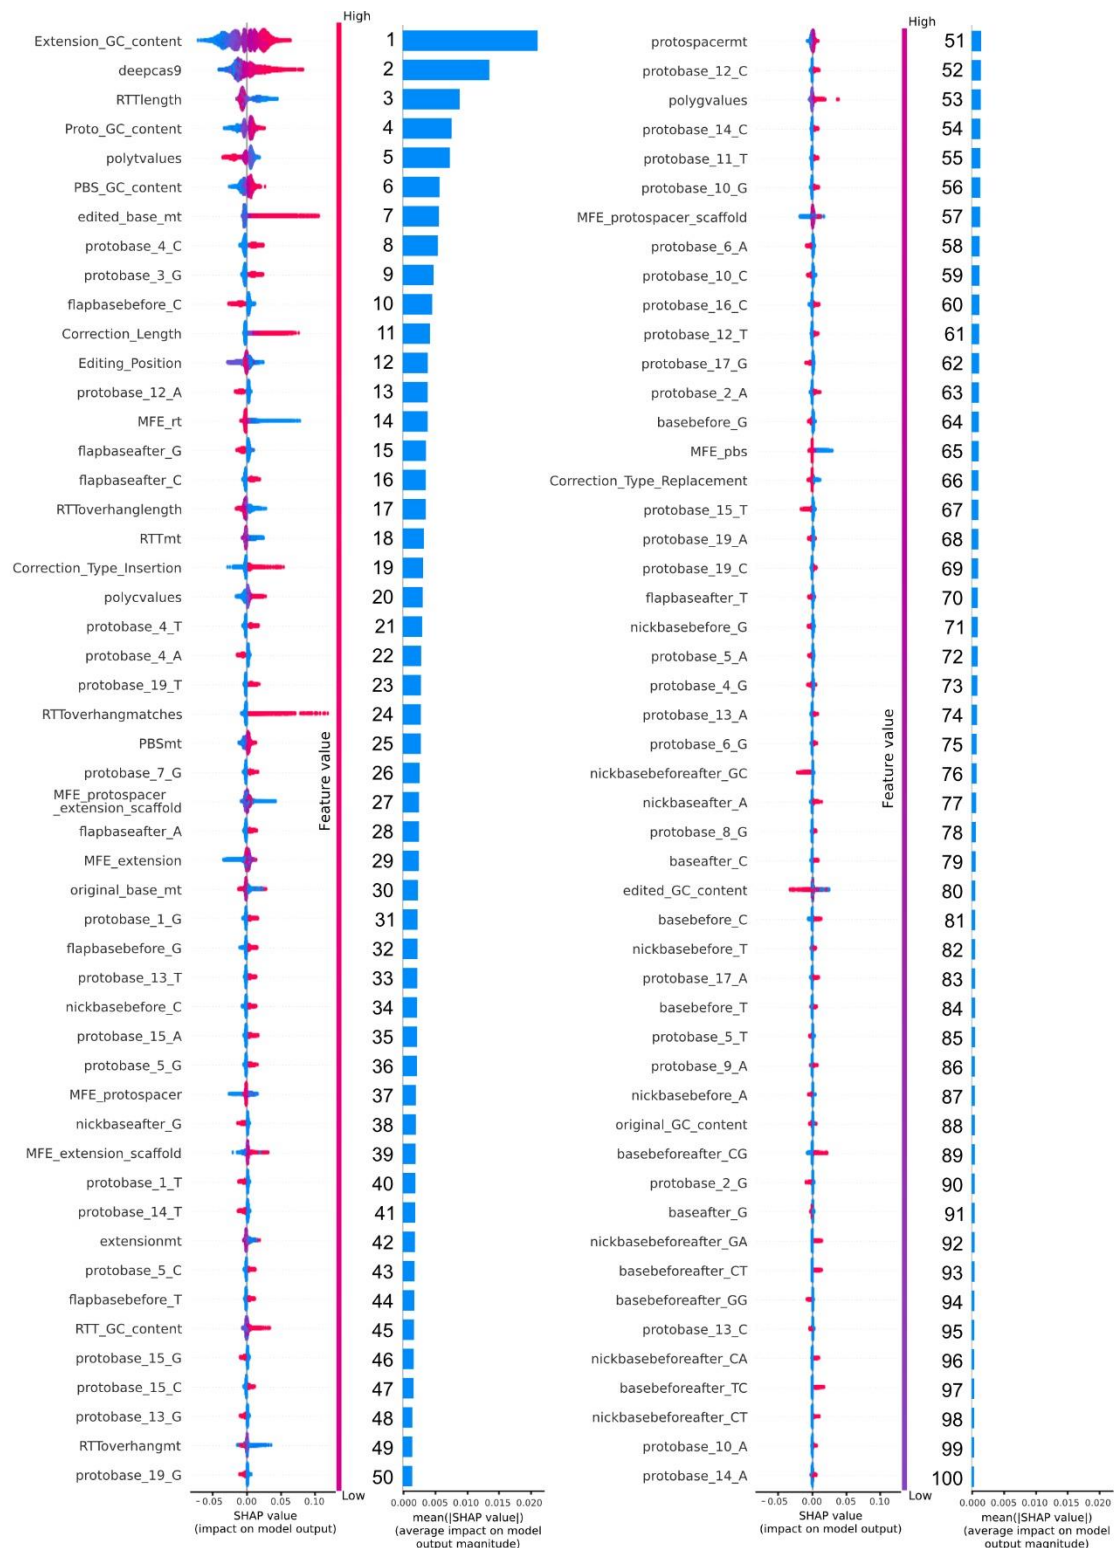 High
Extension_GC_content 1
deepcas9 2
RTTlength 3
Proto_GC_content 4
polytvalues 5
PBS_GC_content 6
edited_base_mt 7
protobase_4_C 8
protobase_3_G 9
flapbasebefore_C 10
Correction_Length 11
Editing_Position 12
protobase_12_A 13
MFE_rt 14
flapbaseafter_G 15
flapbaseafter_C 16
RTToverhanglength 17
RTTmt 18
Correction_Type_Insertion 19
polycvalues 20
protobase_4_T 21
protobase_4_A 22
protobase_19_T 23
RTToverhangmatches 24
PBSmt 25
protobase_7_G 26
MFE_protospacer
_extension_scaffold 27
flapbaseafter_A 28
MFE_extension 29
original_base_mt 30
protobase_1_G 31
flapbasebefore_G 32
protobase_13_T 33
nickbasebefore_C 34
protobase_15_A 35
protobase_5_G 36
MFE_protospacer 37
nickbaseafter_G 38
MFE_extension_scaffold 39
protobase_1_T 40
protobase_14_T 41
extensionmt 42
protobase_5_C 43
flapbasebefore_T 44
RTT_GC_content 45
protobase_15_G 46
protobase_15_C 47
protobase_13_G 48
RTToverhangmt 49
protobase_19_G 50
Feature value
Low
−0.05 0.00 0.05 0.10
SHAP value
(impact on model output)
0.000 0.005 0.010 0.015 0.020
mean(|SHAP value|)
(average impact on model
output magnitude)
High
protospacermt 51
protobase_12_C 52
polygvalues 53
protobase_14_C 54
protobase_11_T 55
protobase_10_G 56
MFE_protospacer_scaffold 57
protobase_6_A 58
protobase_10_C 59
protobase_16_C 60
protobase_12_T 61
protobase_17_G 62
protobase_2_A 63
basebefore_G 64
MFE_pbs 65
Correction_Type_Replacement 66
protobase_15_T 67
protobase_19_A 68
protobase_19_C 69
flapbaseafter_T 70
nickbasebefore_G 71
protobase_5_A 72
protobase_4_G 73
protobase_13_A 74
protobase_6_G 75
nickbasebeforeafter_GC 76
nickbaseafter_A 77
protobase_8_G 78
baseafter_C 79
edited_GC_content 80
basebefore_C 81
nickbasebefore_T 82
protobase_17_A 83
basebefore_T 84
protobase_5_T 85
protobase_9_A 86
nickbasebefore_A 87
original_GC_content 88
basebeforeafter_CG 89
protobase_2_G 90
baseafter_G 91
nickbasebeforeafter_GA 92
basebeforeafter_CT 93
basebeforeafter_GG 94
protobase_13_C 95
nickbasebeforeafter_CA 96
basebeforeafter_TC 97
nickbasebeforeafter_CT 98
protobase_10_A 99
protobase_14_A 100
Feature value
Low
−0.05 0.00 0.05 0.10
SHAP value
(impact on model output)
0.000 0.005 0.010 0.015 0.020
mean(|SHAP value|)
(average impact on model
output magnitude)